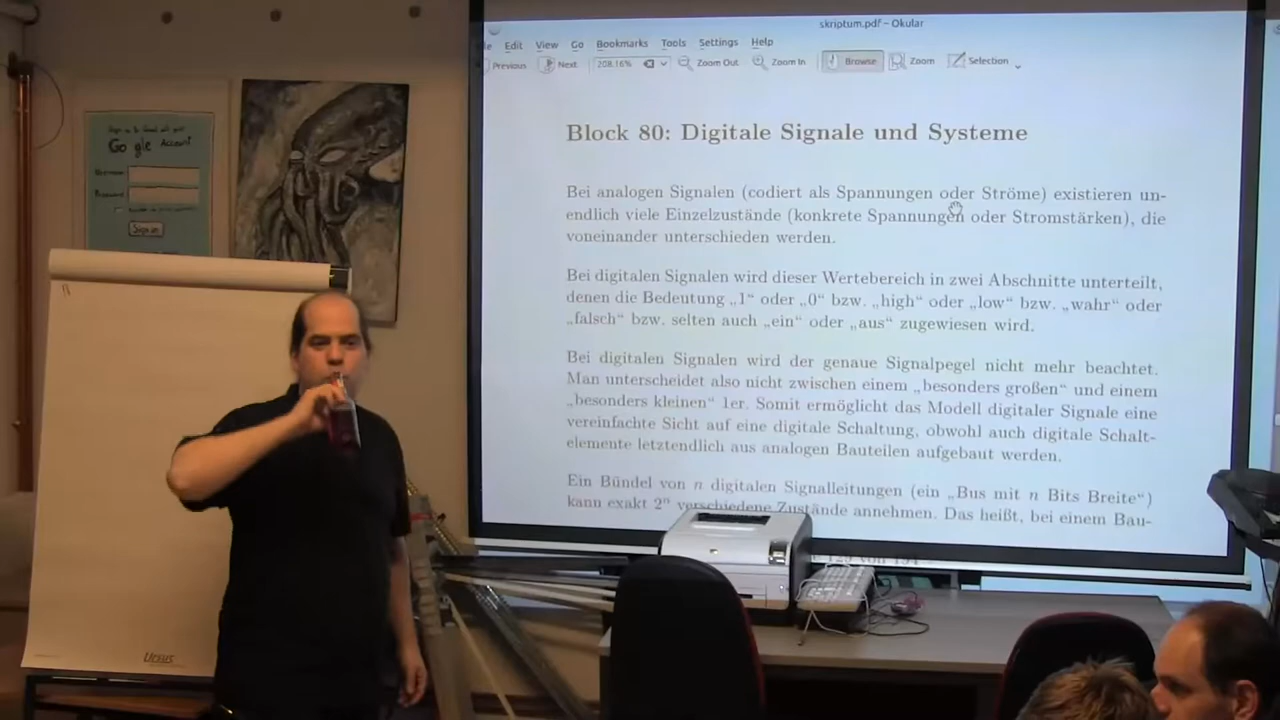 skriptum.pdf – Okular
Edit View Go Bookmarks Tools Settings Help
Previous Next 208.16% Zoom Out Zoom In Browse Zoom Selection
Block 80: Digitale Signale und Systeme
Bei analogen Signalen (codiert als Spannungen oder Ströme) existieren un-
endlich viele Einzelzustände (konkrete Spannungen oder Stromstärken), die
voneinander unterschieden werden.
Bei digitalen Signalen wird dieser Wertebereich in zwei Abschnitte unterteilt,
denen die Bedeutung „1“ oder „0“ bzw. „high“ oder „low“ bzw. „wahr“ oder
„falsch“ bzw. selten auch „ein“ oder „aus“ zugewiesen wird.
Bei digitalen Signalen wird der genaue Signalpegel nicht mehr beachtet.
Man unterscheidet also nicht zwischen einem „besonders großen“ und einem
„besonders kleinen“ 1er. Somit ermöglicht das Modell digitaler Signale eine
vereinfachte Sicht auf eine digitale Schaltung, obwohl auch digitale Schalt-
elemente letztendlich aus analogen Bauteilen aufgebaut werden.
Ein Bündel von n digitalen Signalleitungen (ein „Bus mit n Bits Breite“)
kann exakt 2ⁿ verschiedene Zustände annehmen. Das heißt, bei einem Bau-
Go gle Account
Password
Sign in
Ursus